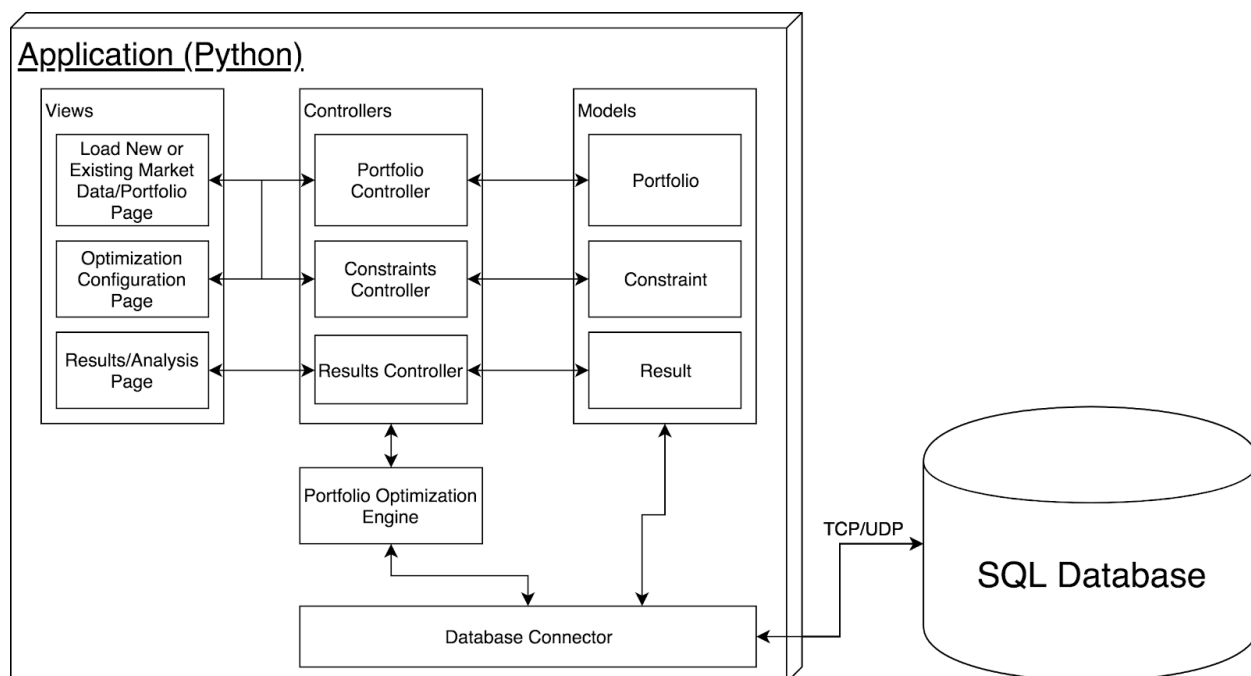 Application (Python)
Views
Controllers
Models
Load New or
Existing Market
Data/Portfolio
Page
Portfolio
Controller
Portfolio
Optimization
Configuration
Page
Constraints
Controller
Constraint
Results/Analysis
Page
Results Controller
Result
Portfolio Optimization
Engine
TCP/UDP
SQL Database
Database Connector